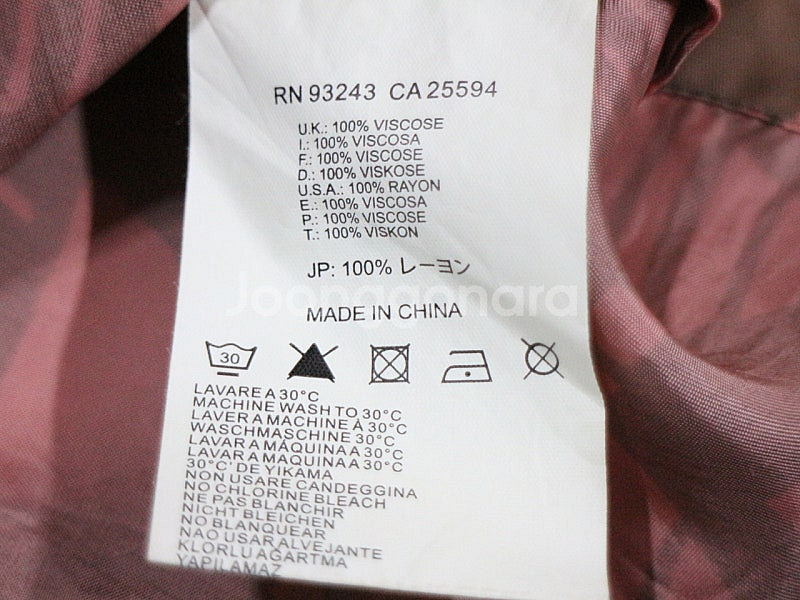 RN 93243 CA 25594
U.K.: 100% VISCOSE
I.: 100% VISCOSA
F.: 100% VISCOSE
D.: 100% VISKOSE
U.S.A.: 100% RAYON
E.: 100% VISCOSA
P.: 100% VISCOSE
T.: 100% VISKON
JP: 100% レーヨン
Joonggonara
MADE IN CHINA
30
LAVARE A 30°C
MACHINE WASH TO 30°C
LAVER A MACHINE À 30°C
WASCHMASCHINE 30°C
LAVAR A MÁQUINA A 30°C
LAVAR A MAQUINA A 30°C
30°C' DE YIKAMA
NON USARE CANDEGGINA
NO CHLORINE BLEACH
NE PAS BLANCHIR
NICHT BLEICHEN
NO BLANQUEAR
NAO USAR ALVEJANTE
KLORLU AGARTMA
YAPILAMAZ